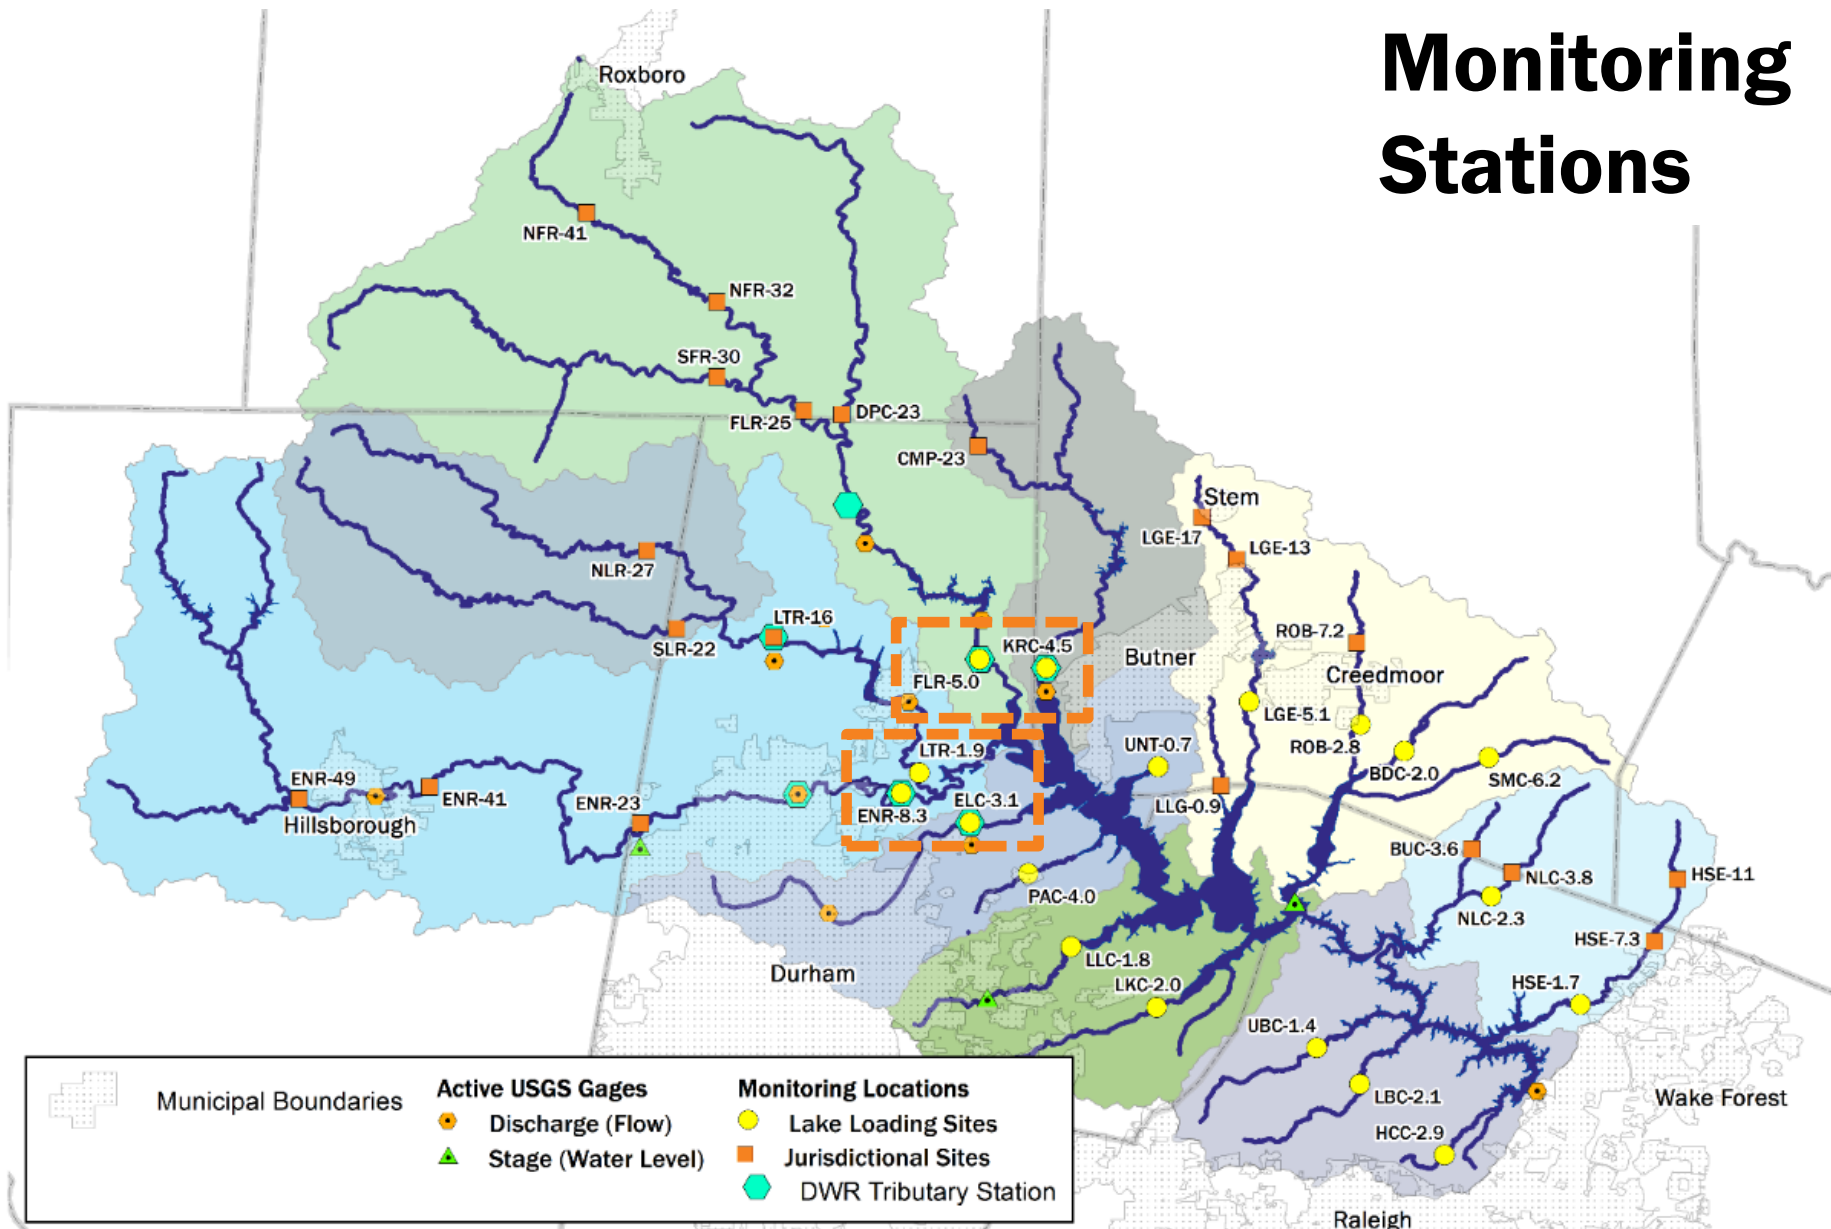 Monitoring
Stations
Roxboro
NFR-41
NFR-32
SFR-30
FLR-25
DPC-23
CMP-23
Stem
LGE-17
LGE-13
NLR-27
LTR-16
SLR-22
ROB-7.2
KRC-4.5
Butner
Creedmoor
FLR-5.0
LGE-5.1
UNT-0.7
ROB-2.8
LTR-1.9
BDC-2.0
SMC-6.2
ENR-49
ENR-41
ENR-23
ELC-3.1
LLG-0.9
ENR-8.3
Hillsborough
BUC-3.6
NLC-3.8
HSE-11
PAC-4.0
NLC-2.3
HSE-7.3
LLC-1.8
Durham
LKC-2.0
HSE-1.7
UBC-1.4
LBC-2.1
Wake Forest
HCC-2.9
Raleigh
Municipal Boundaries
Active USGS Gages
Discharge (Flow)
Stage (Water Level)
Monitoring Locations
Lake Loading Sites
Jurisdictional Sites
DWR Tributary Station